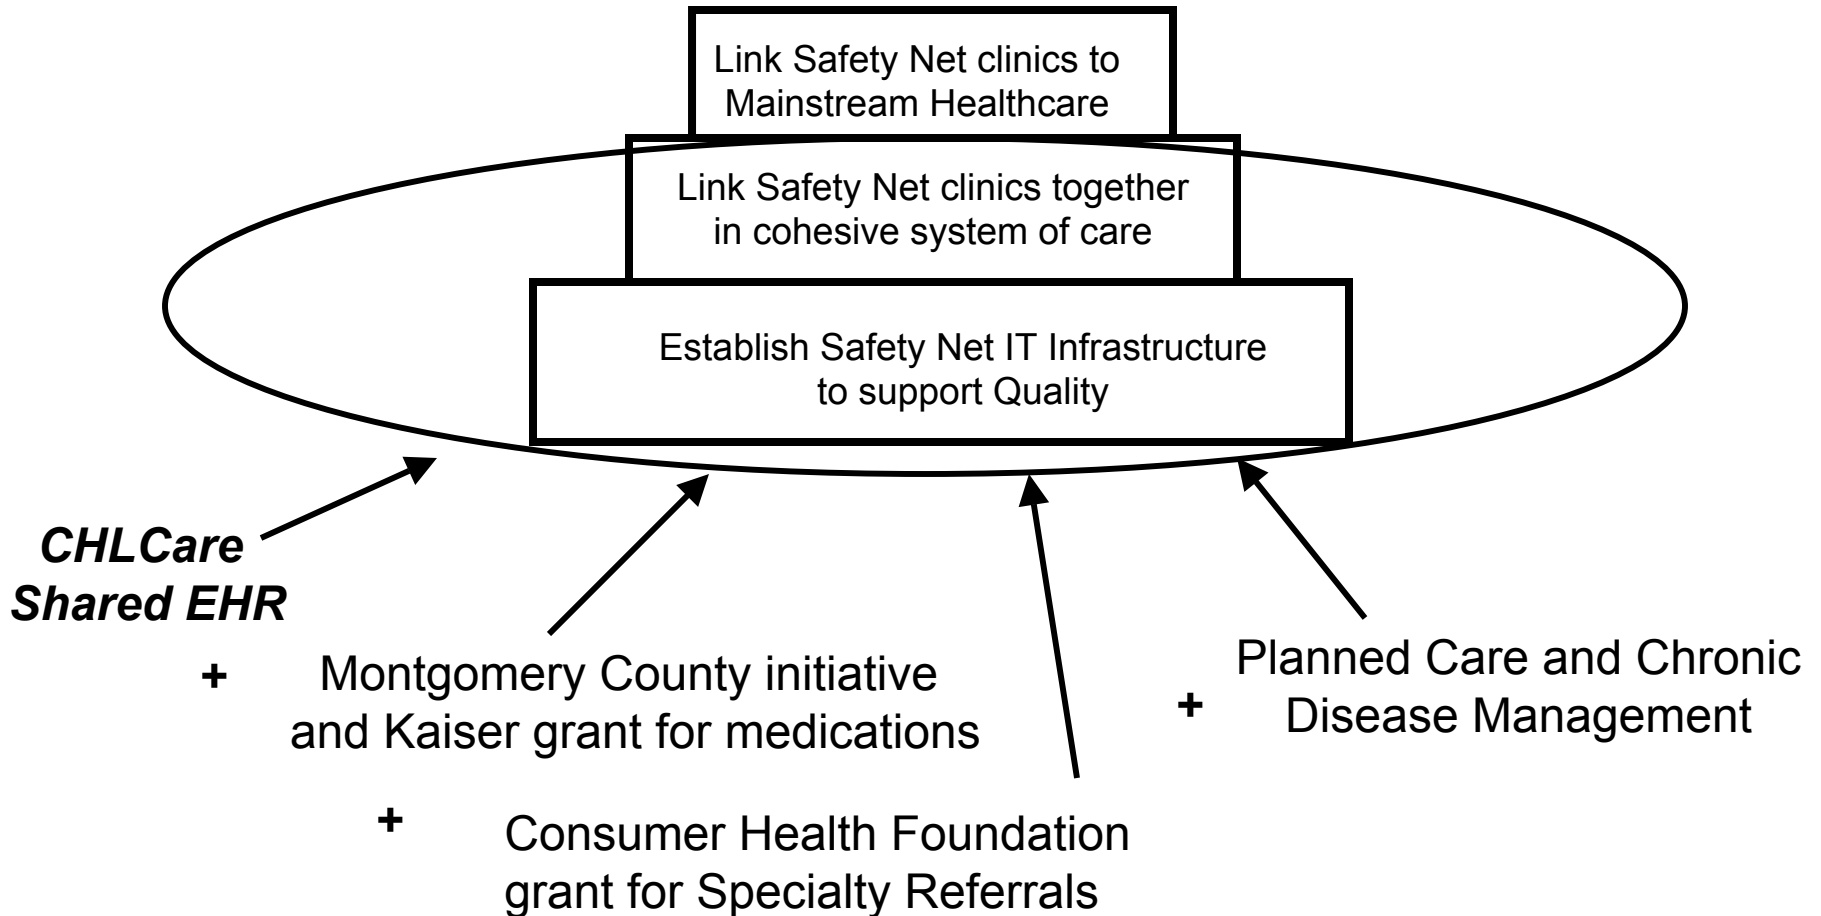 Link Safety Net clinics to
Mainstream Healthcare
Link Safety Net clinics together
in cohesive system of care
Establish Safety Net IT Infrastructure
to support Quality
CHLCare
Shared EHR
+
Montgomery County initiative
and Kaiser grant for medications
+
Consumer Health Foundation
grant for Specialty Referrals
+
Planned Care and Chronic
Disease Management